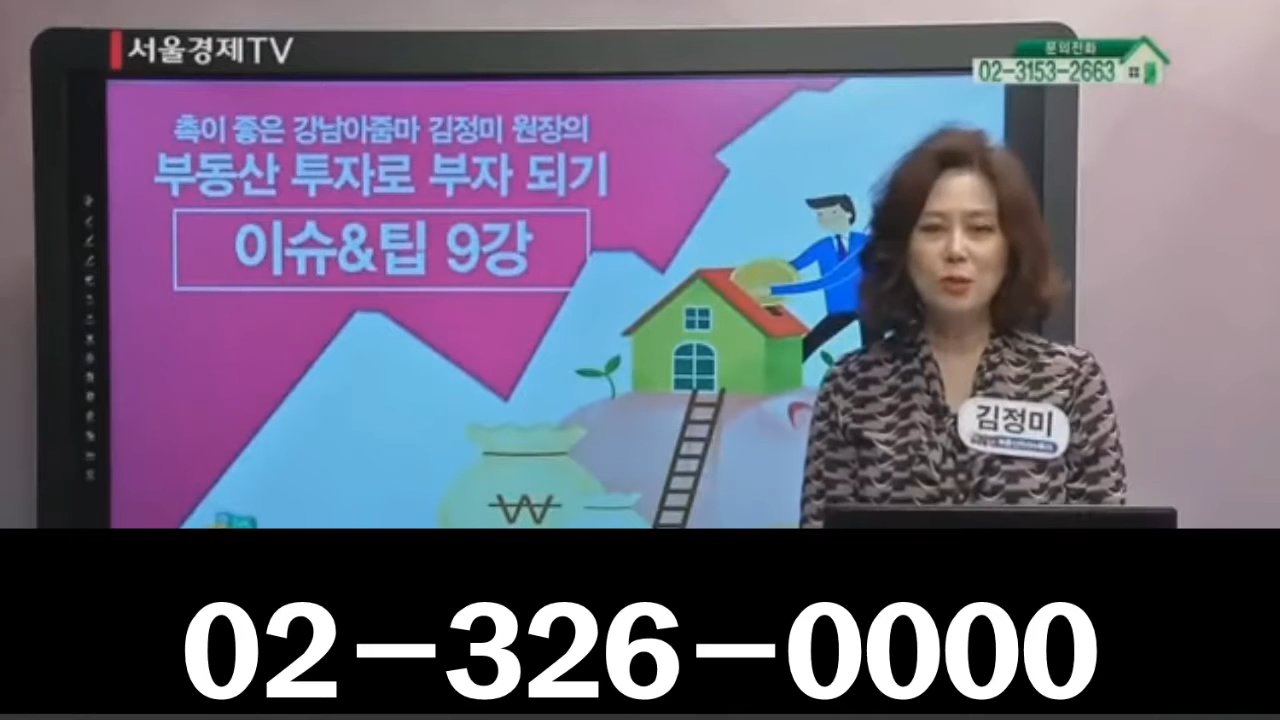 서울경제TV
문의전화
02-3153-2663
촉이 좋은 강남아줌마 김정미 원장의
부동산 투자로 부자 되기
이슈&팁 9강
₩
김정미
02-326-0000